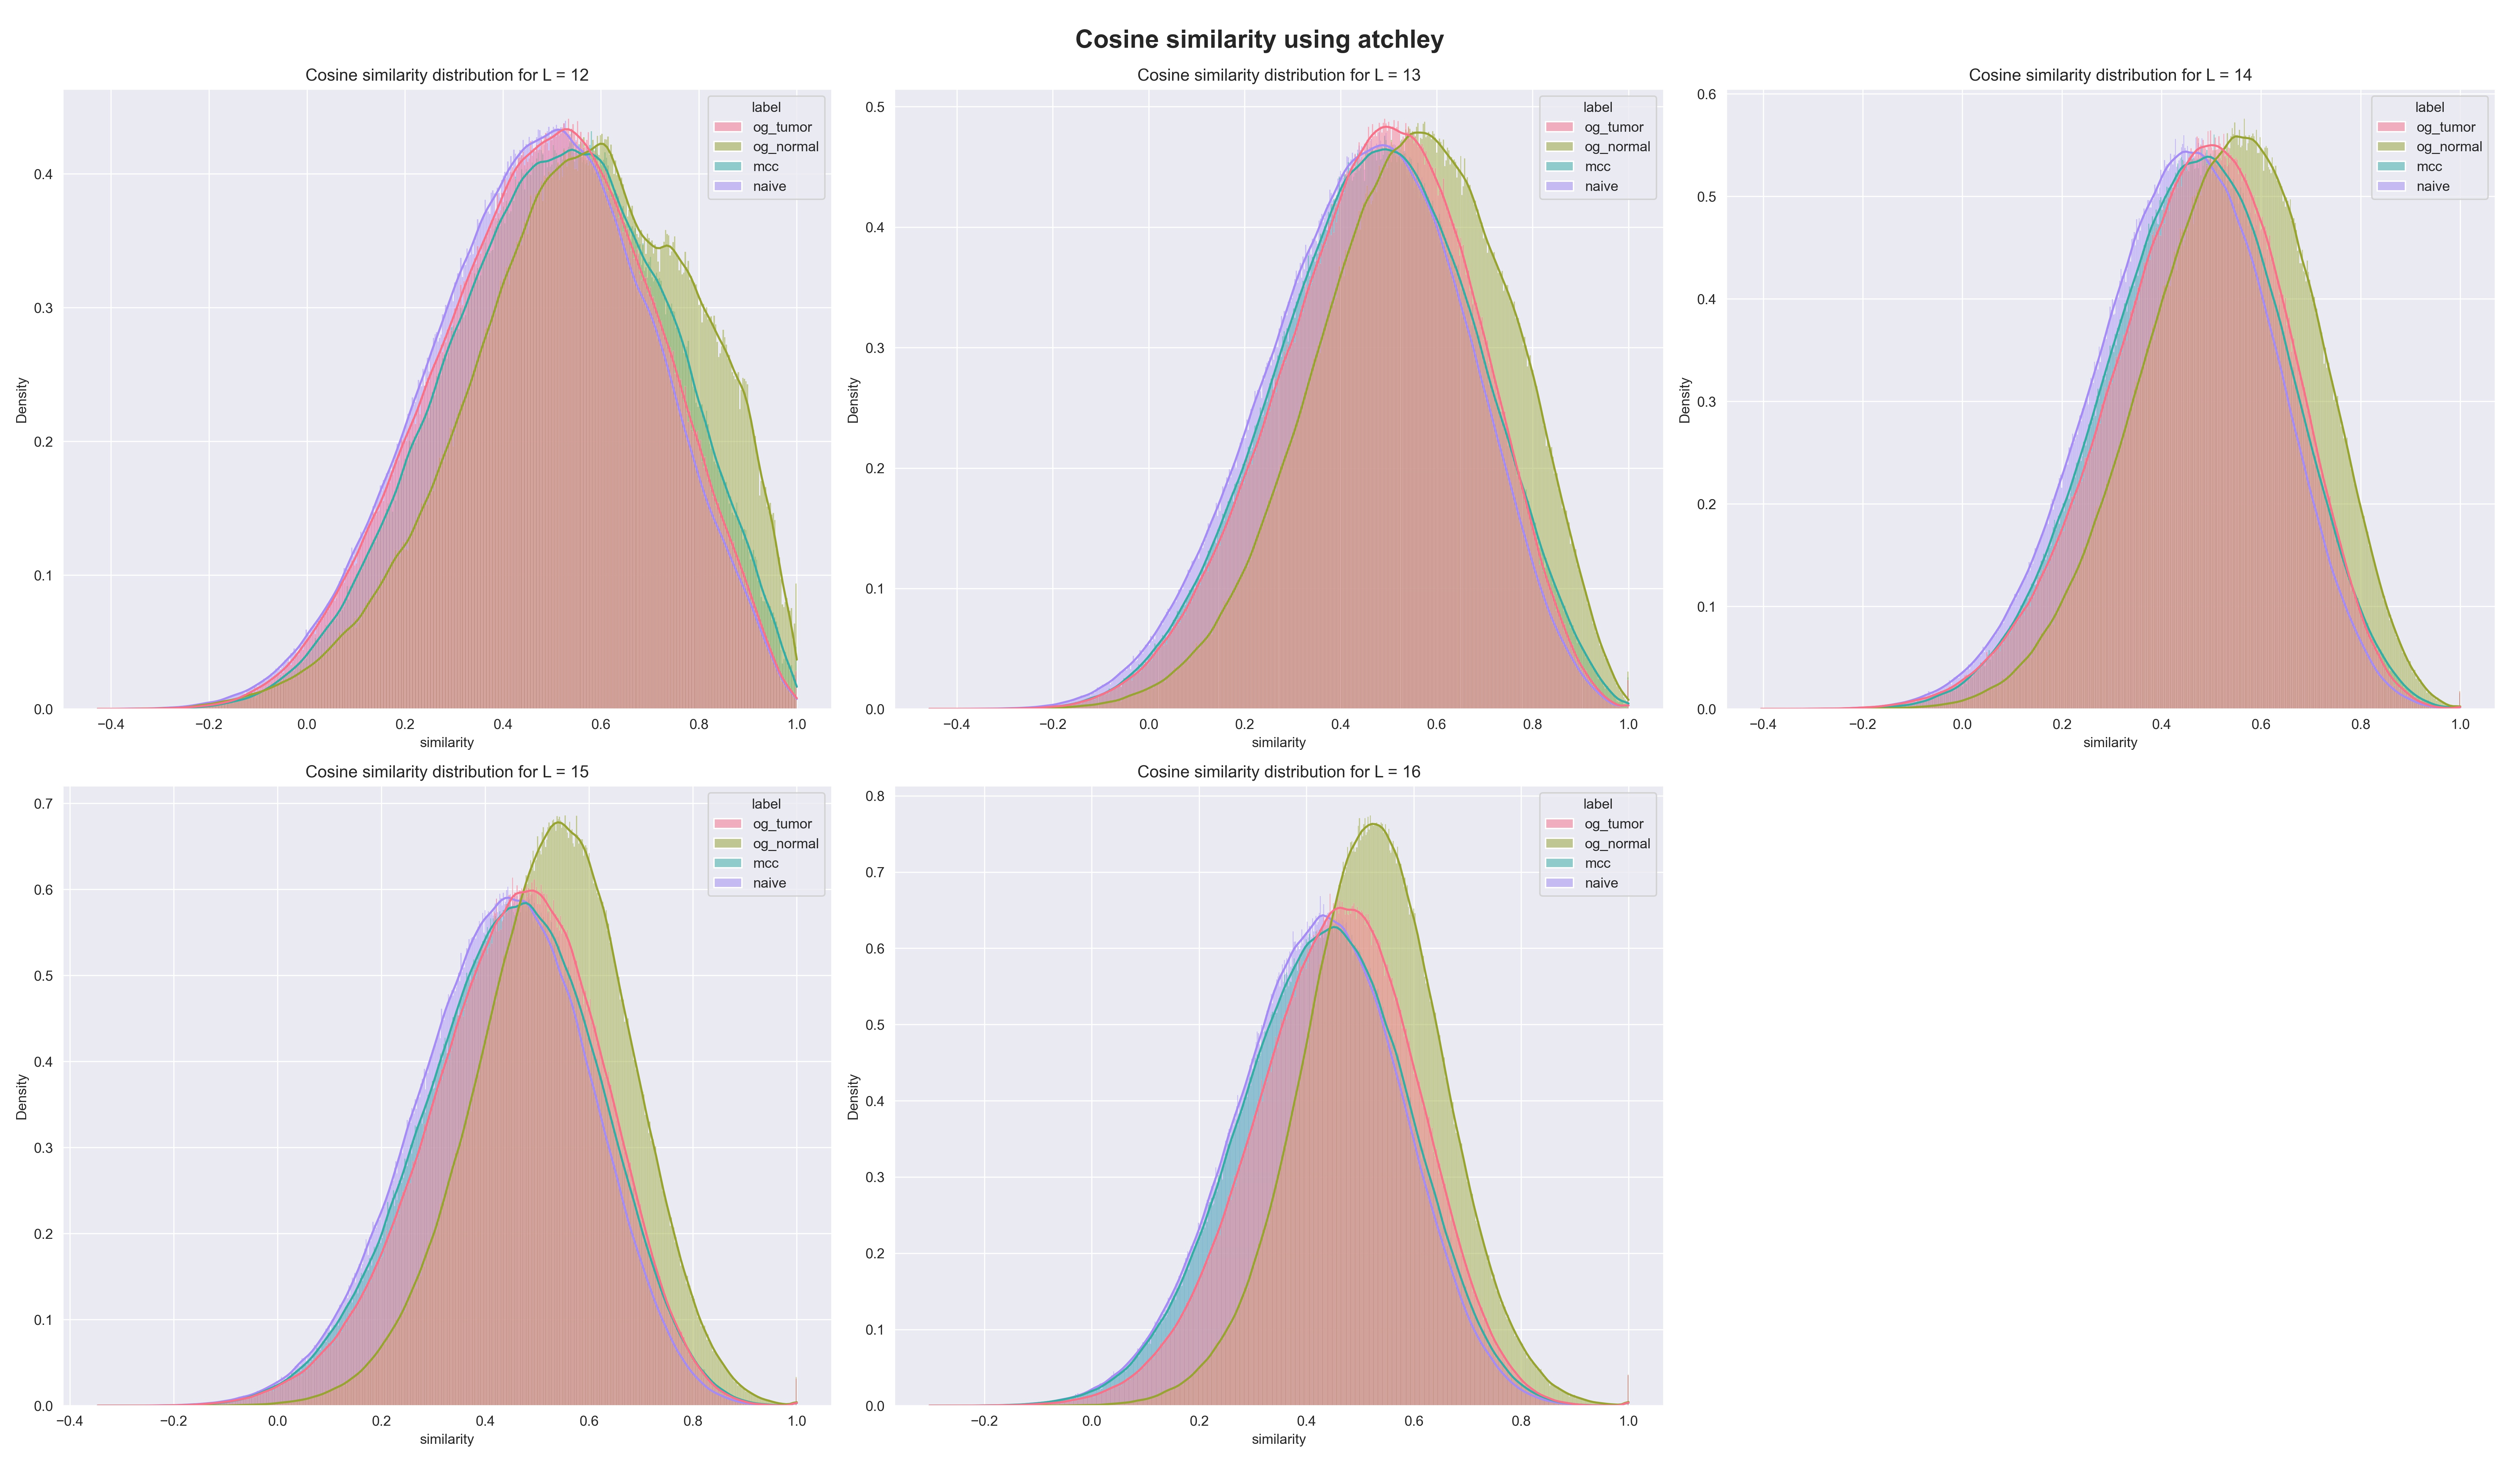 Cosine similarity using atchley
Cosine similarity distribution for L = 12
Density
0.4
0.3
0.2
0.1
0.0
−0.4 −0.2 0.0 0.2 0.4 0.6 0.8 1.0
similarity
label
og_tumor
og_normal
mcc
naive
Cosine similarity distribution for L = 13
Density
0.5
0.4
0.3
0.2
0.1
0.0
−0.4 −0.2 0.0 0.2 0.4 0.6 0.8 1.0
similarity
label
og_tumor
og_normal
mcc
naive
Cosine similarity distribution for L = 14
Density
0.6
0.5
0.4
0.3
0.2
0.1
0.0
−0.4 −0.2 0.0 0.2 0.4 0.6 0.8 1.0
similarity
label
og_tumor
og_normal
mcc
naive
Cosine similarity distribution for L = 15
Density
0.7
0.6
0.5
0.4
0.3
0.2
0.1
0.0
−0.4 −0.2 0.0 0.2 0.4 0.6 0.8 1.0
similarity
label
og_tumor
og_normal
mcc
naive
Cosine similarity distribution for L = 16
Density
0.8
0.7
0.6
0.5
0.4
0.3
0.2
0.1
0.0
−0.2 0.0 0.2 0.4 0.6 0.8 1.0
similarity
label
og_tumor
og_normal
mcc
naive